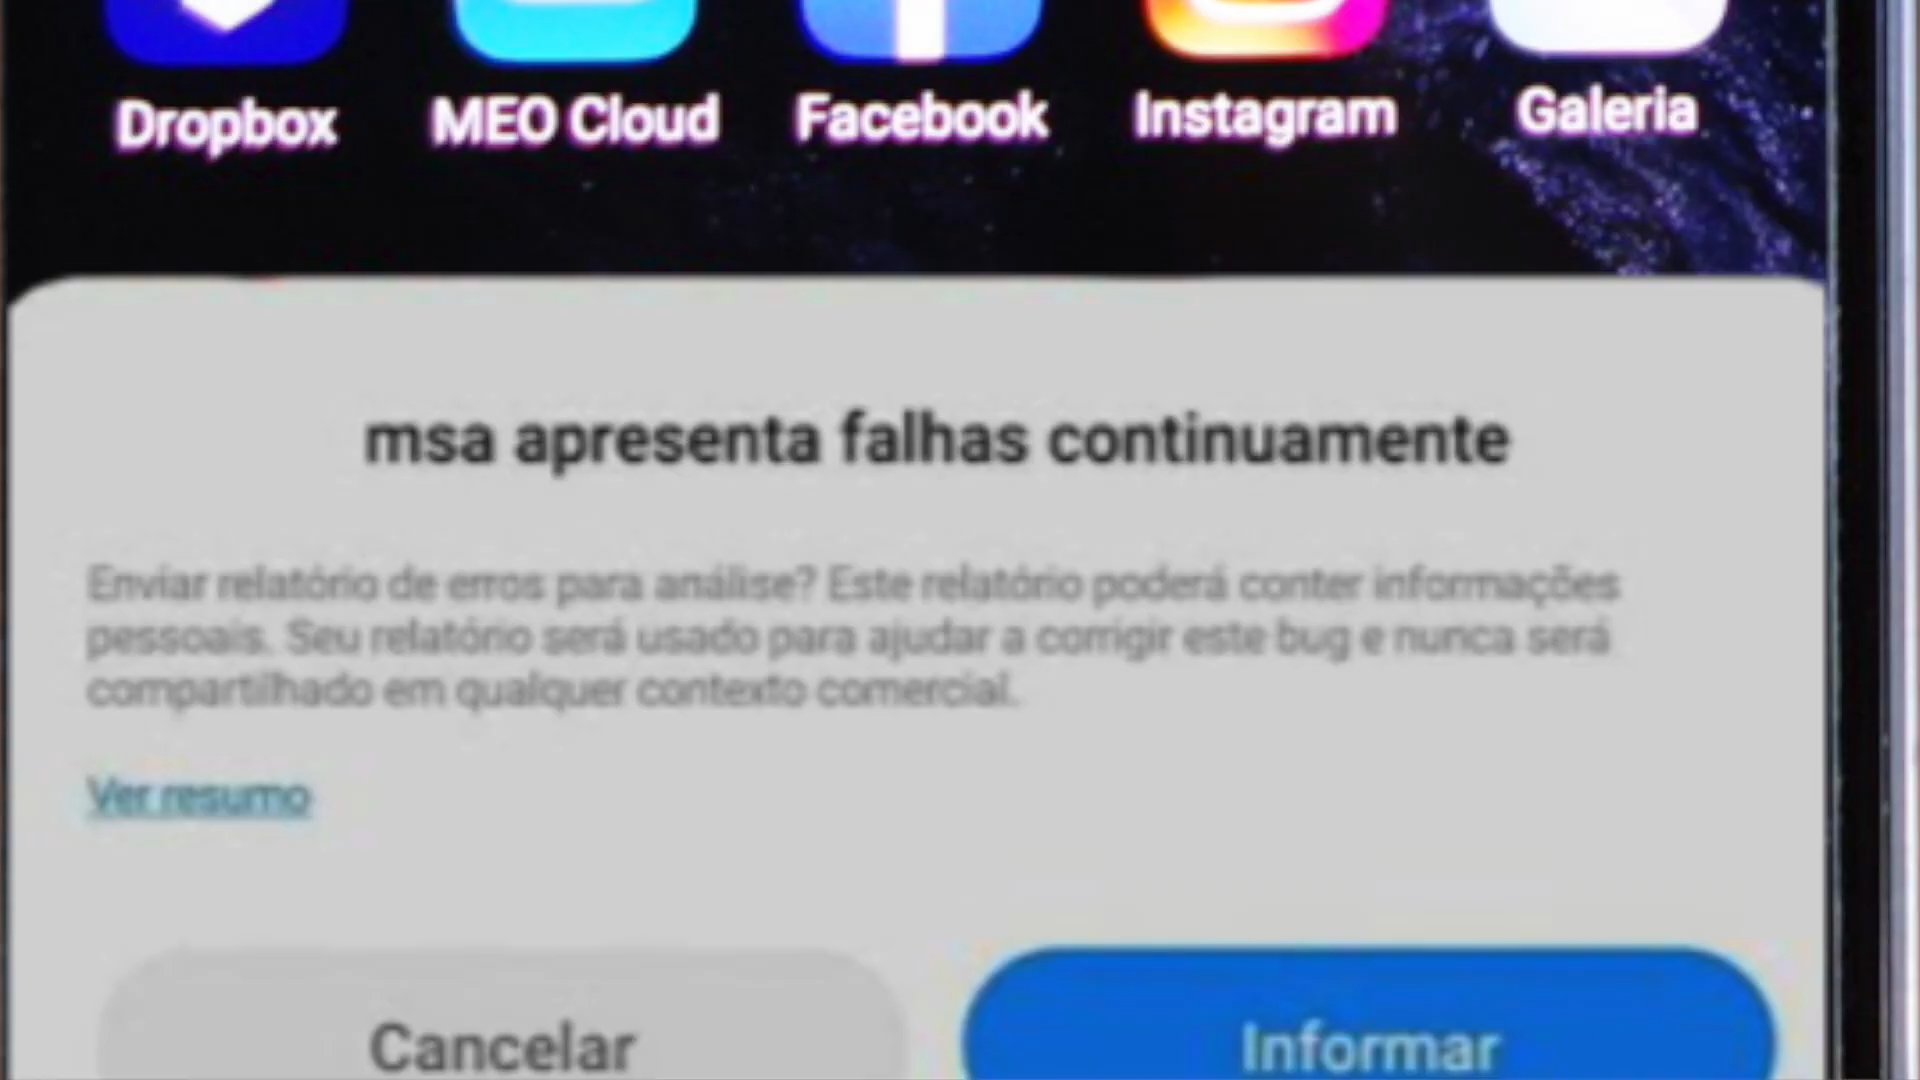 Dropbox MEO Cloud Facebook Instagram Galeria
msa apresenta falhas continuamente
Enviar relatório de erros para análise? Este relatório poderá conter informações
pessoais. Seu relatório será usado para ajudar a corrigir este bug e nunca será
compartilhado em qualquer contexto comercial.
Ver resumo
Cancelar Informar